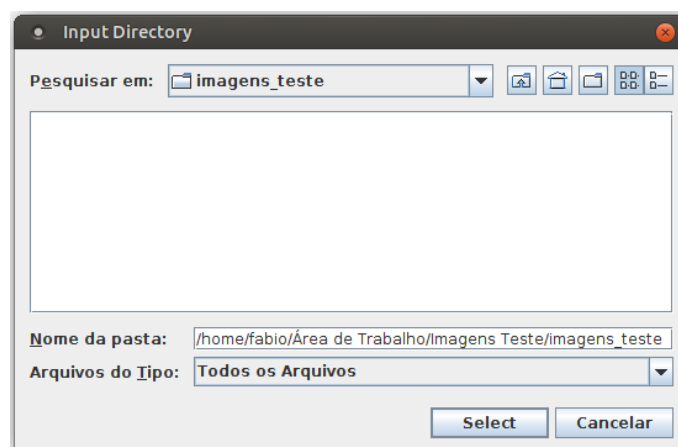 Input Directory
Pesquisar em: imagens_teste
Nome da pasta: /home/fabio/Área de Trabalho/Imagens Teste/imagens_teste
Arquivos do Tipo: Todos os Arquivos
Select Cancelar